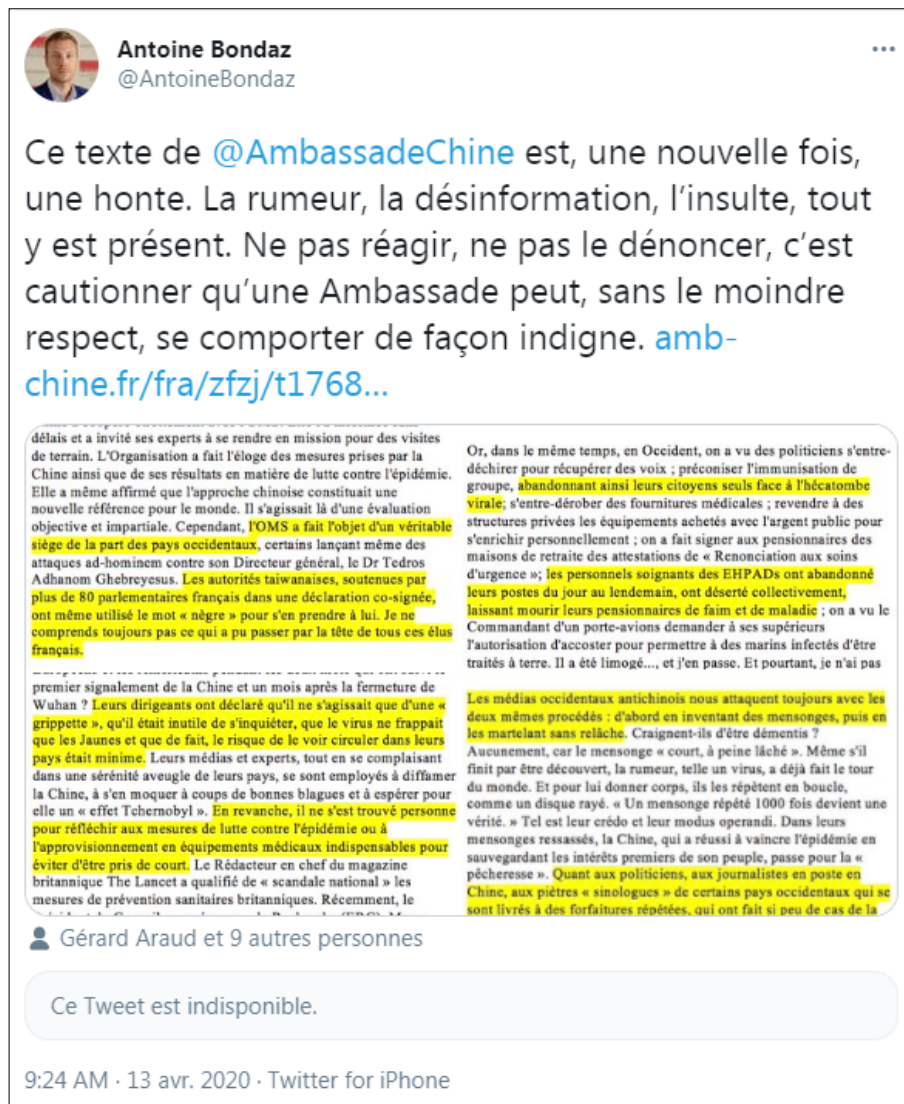 Antoine Bondaz
@AntoineBondaz
Ce texte de @AmbassadeChine est, une nouvelle fois,
une honte. La rumeur, la désinformation, l'insulte, tout
y est présent. Ne pas réagir, ne pas le dénoncer, c'est
cautionner qu'une Ambassade peut, sans le moindre
respect, se comporter de façon indigne. amb-
chine.fr/fra/zfzj/t1768...
délais et a invité ses experts à se rendre en mission pour des visites
de terrain. L'Organisation a fait l'éloge des mesures prises par la
Chine ainsi que de ses résultats en matière de lutte contre l'épidémie.
Elle a même affirmé que l'approche chinoise constituait une
nouvelle référence pour le monde. Il s'agissait là d'une évaluation
objective et impartiale. Cependant, l'OMS a fait l'objet d'un véritable
siège de la part des pays occidentaux, certains lançant même des
attaques ad-hominem contre son Directeur général, le Dr Tedros
Adhanom Ghebreyesus. Les autorités taiwanaises, soutenues par
plus de 80 parlementaires français dans une déclaration co-signée,
ont même utilisé le mot « nègre » pour s'en prendre à lui. Je ne
comprends toujours pas ce qui a pu passer par la tête de tous ces élus
français.
Or, dans le même temps, en Occident, on a vu des politiciens s'entre-
déchirer pour récupérer des voix ; préconiser l'immunisation de
groupe, abandonnant ainsi leurs citoyens seuls face à l'hécatombe
virale; s'entre-dérober des fournitures médicales ; revendre à des
structures privées les équipements achetés avec l'argent public pour
s'enrichir personnellement ; on a fait signer aux pensionnaires des
maisons de retraite des attestations de « Renonciation aux soins
d'urgence »; les personnels soignants des EHPADs ont abandonné
leurs postes du jour au lendemain, ont déserté collectivement,
laissant mourir leurs pensionnaires de faim et de maladie ; on a vu le
Commandant d'un porte-avions demander à ses supérieurs
l'autorisation d'accoster pour permettre à des marins infectés d'être
traités à terre. Il a été limogé..., et j'en passe. Et pourtant, je n'ai pas
premier signalement de la Chine et un mois après la fermeture de
Wuhan ? Leurs dirigeants ont déclaré qu'il ne s'agissait que d'une «
grippette », qu'il était inutile de s'inquiéter, que le virus ne frappait
que les Jaunes et que de fait, le risque de le voir circuler dans leurs
pays était minime. Leurs médias et experts, tout en se complaisant
dans une sérénité aveugle de leurs pays, se sont employés à diffamer
la Chine, à s'en moquer à coups de bonnes blagues et à espérer pour
elle un « effet Tchernobyl ». En revanche, il ne s'est trouvé personne
pour réfléchir aux mesures de lutte contre l'épidémie ou à
l'approvisionnement en équipements médicaux indispensables pour
éviter d'être pris de court. Le Rédacteur en chef du magazine
britannique The Lancet a qualifié de « scandale national » les
mesures de prévention sanitaires britanniques. Récemment, le
Les médias occidentaux antichinois nous attaquent toujours avec les
deux mêmes procédés : d'abord en inventant des mensonges, puis en
les martelant sans relâche. Craignent-ils d'être démentis ?
Aucunement, car le mensonge « court, à peine lâché ». Même s'il
finit par être découvert, la rumeur, telle un virus, a déjà fait le tour
du monde. Et pour lui donner corps, ils les répètent en boucle,
comme un disque rayé. « Un mensonge répété 1000 fois devient une
vérité. » Tel est leur crédo et leur modus operandi. Dans leurs
mensonges ressassés, la Chine, qui a réussi à vaincre l'épidémie en
sauvegardant les intérêts premiers de son peuple, passe pour la «
pécheresse ». Quant aux politiciens, aux journalistes en poste en
Chine, aux piètres « sinologues » de certains pays occidentaux qui se
sont livrés à des forfaitures répétées, qui ont fait si peu de cas de la
Gérard Araud et 9 autres personnes
Ce Tweet est indisponible.
9:24 AM · 13 avr. 2020 · Twitter for iPhone